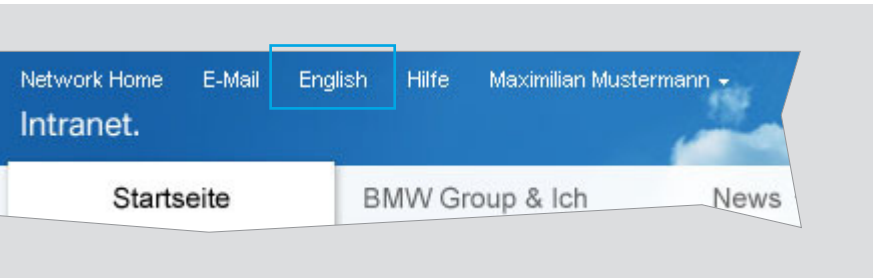 Network Home E-Mail English Hilfe Maximilian Mustermann
Intranet.
Startseite BMW Group & Ich News